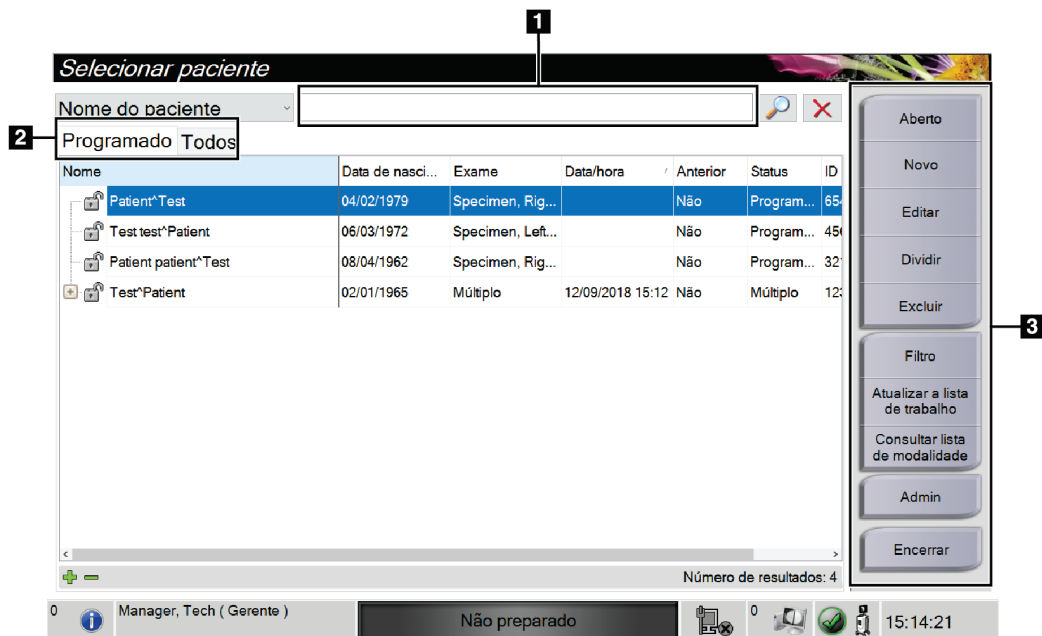 1
Selecionar paciente
Nome do paciente
2
Programado Todos
Nome Data de nasci... Exame Data/hora Anterior Status ID
Patient^Test 04/02/1979 Specimen, Rig... Não Program... 654
Test test^Patient 06/03/1972 Specimen, Left... Não Program... 456
Patient patient^Test 08/04/1962 Specimen, Rig... Não Program... 321
Test^Patient 02/01/1965 Múltiplo 12/09/2018 15:12 Não Múltiplo 123
Número de resultados: 4
Aberto
Novo
Editar
Dividir
Excluir
Filtro
Atualizar a lista
de trabalho
Consultar lista
de modalidade
Admin
Encerrar
3
0 Manager, Tech ( Gerente ) Não preparado 0 15:14:21